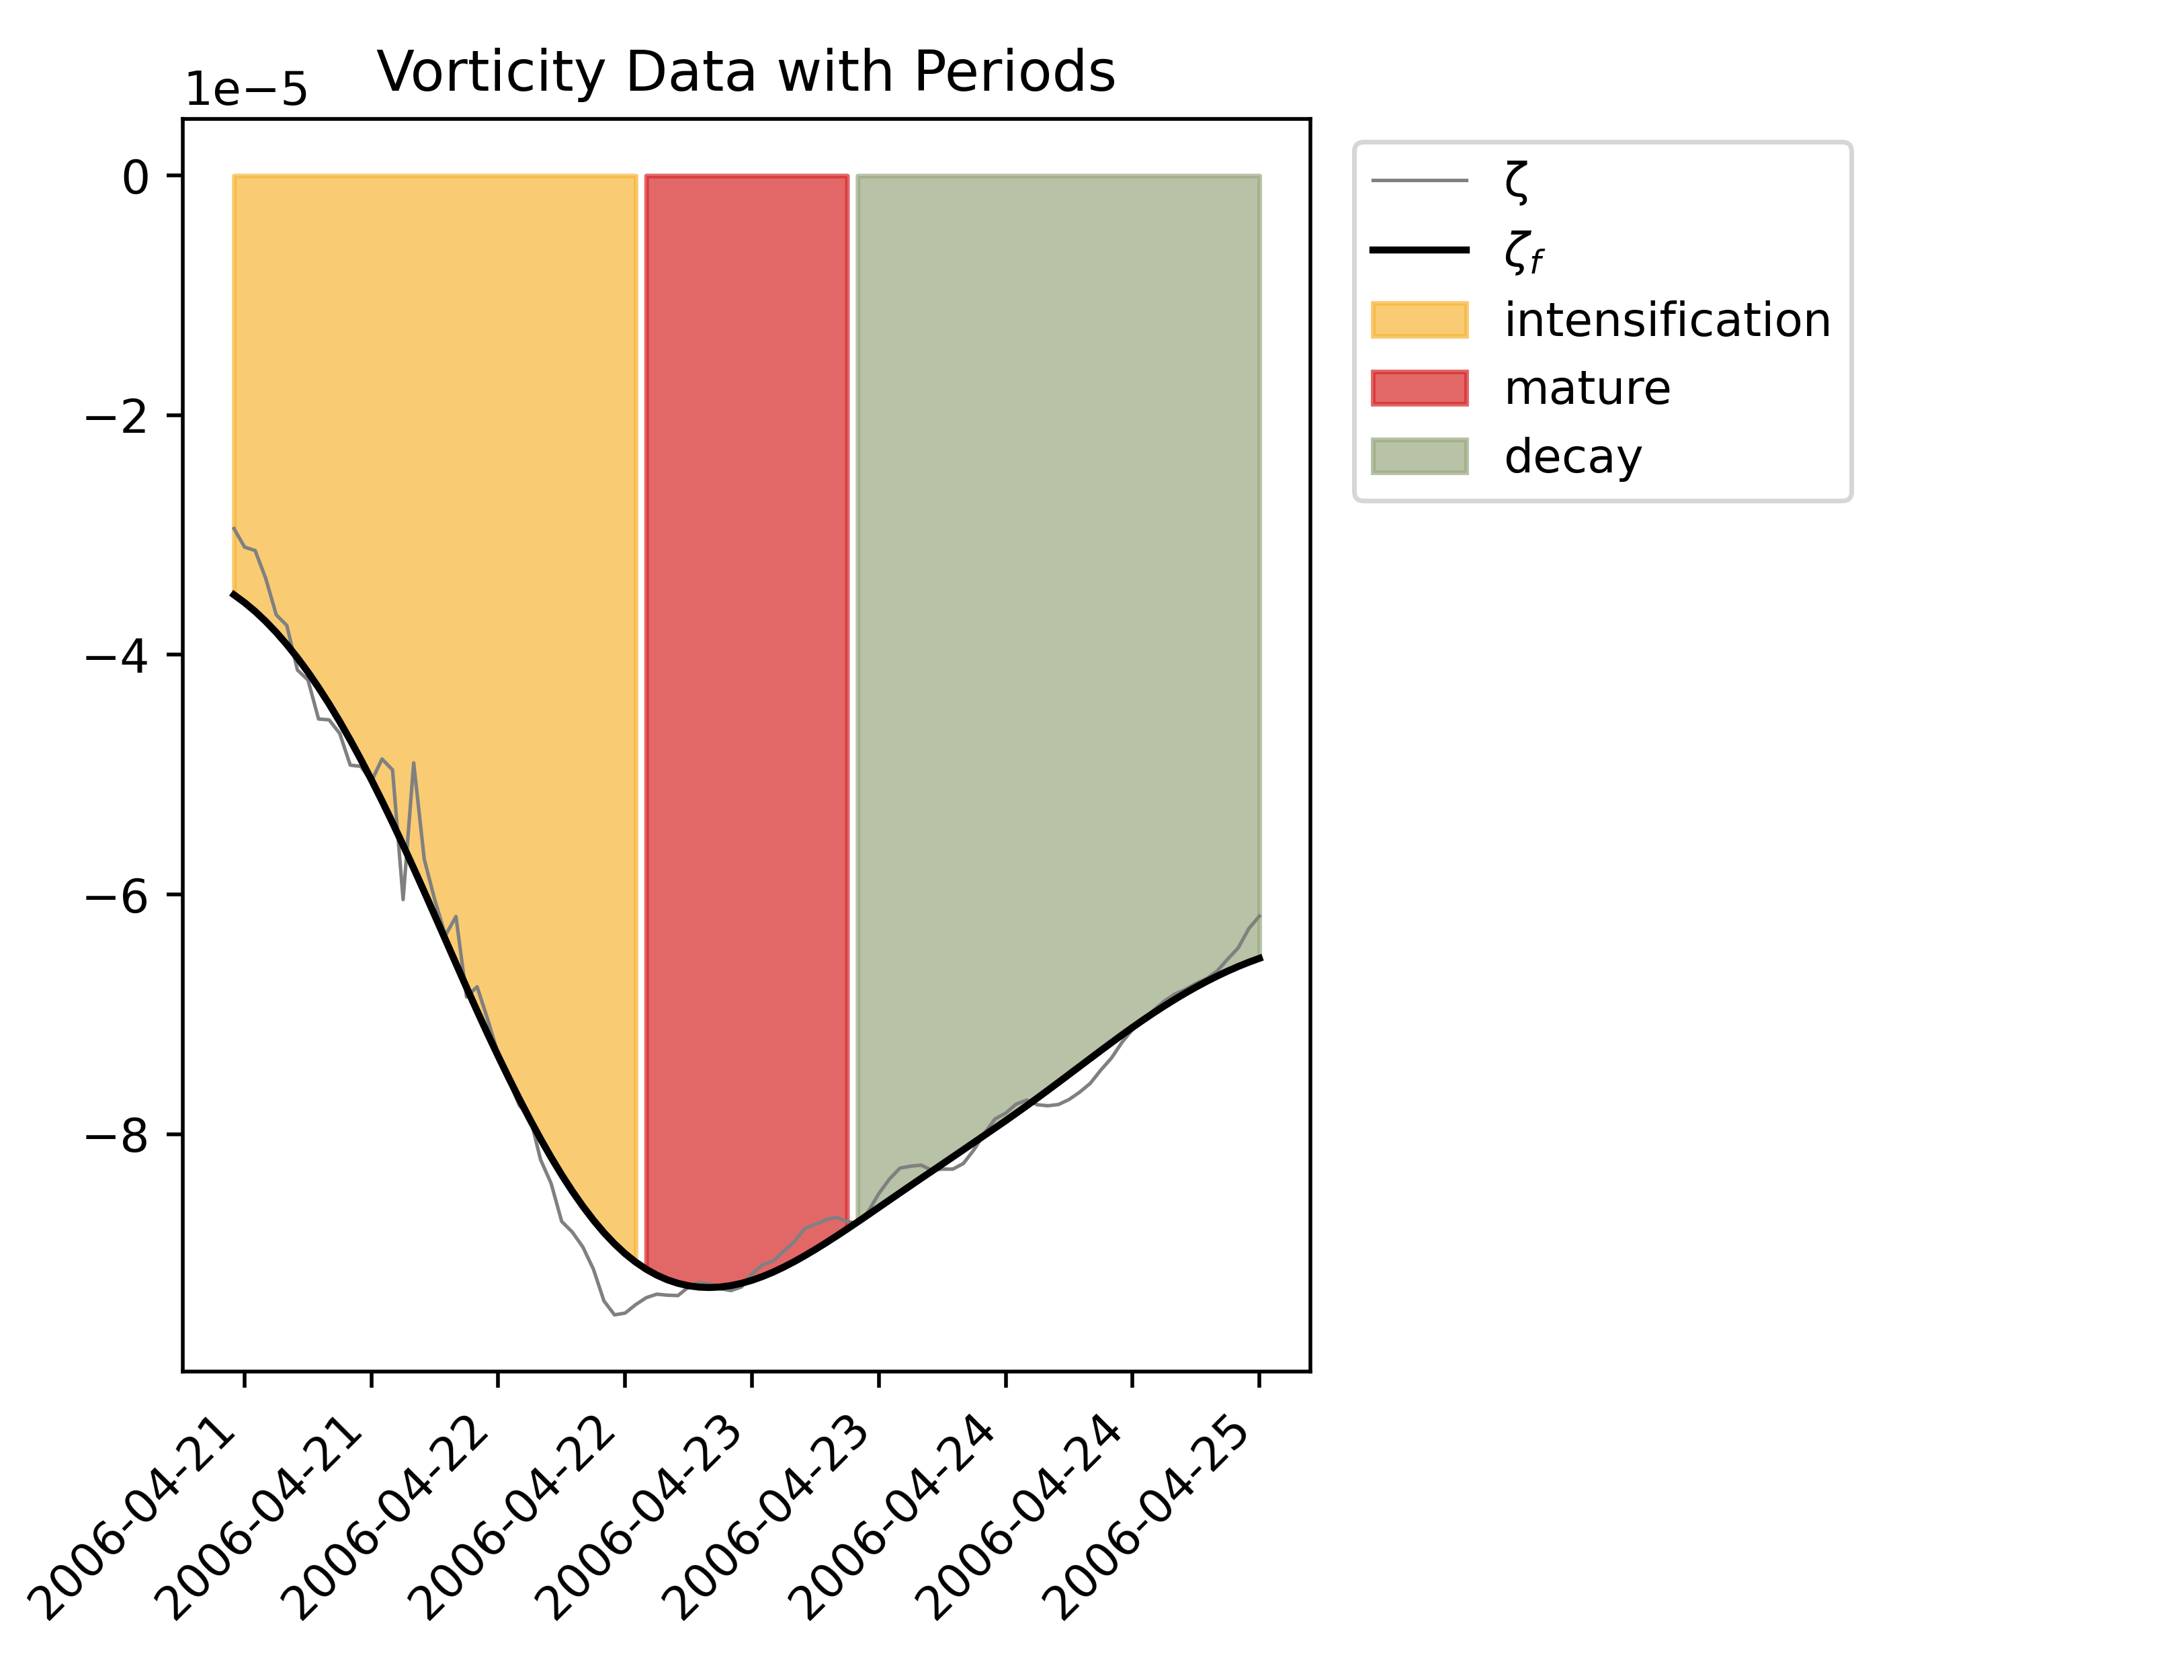 Vorticity Data with Periods
1e−5
0
−2
−4
−6
−8
2006-04-21
2006-04-21
2006-04-22
2006-04-22
2006-04-23
2006-04-23
2006-04-24
2006-04-24
2006-04-25
ζ
ζf
intensification
mature
decay